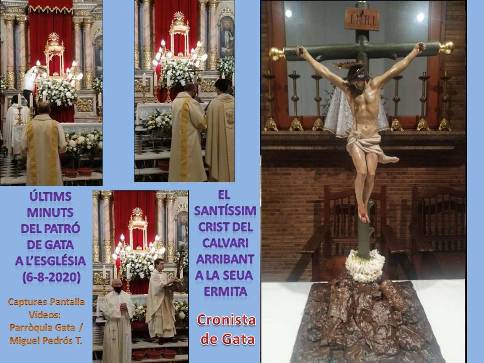 I.N.R.I.
ÚLTIMS
MINUTS
DEL PATRÓ
DE GATA
A L'ESGLÉSIA
(6-8-2020)
Captures Pantalla
Vídeos:
Parròquia Gata /
Miguel Pedrós T.
EL
SANTÍSSIM
CRIST DEL
CALVARI
ARRIBANT
A LA SEUA
ERMITA
Cronista
de Gata